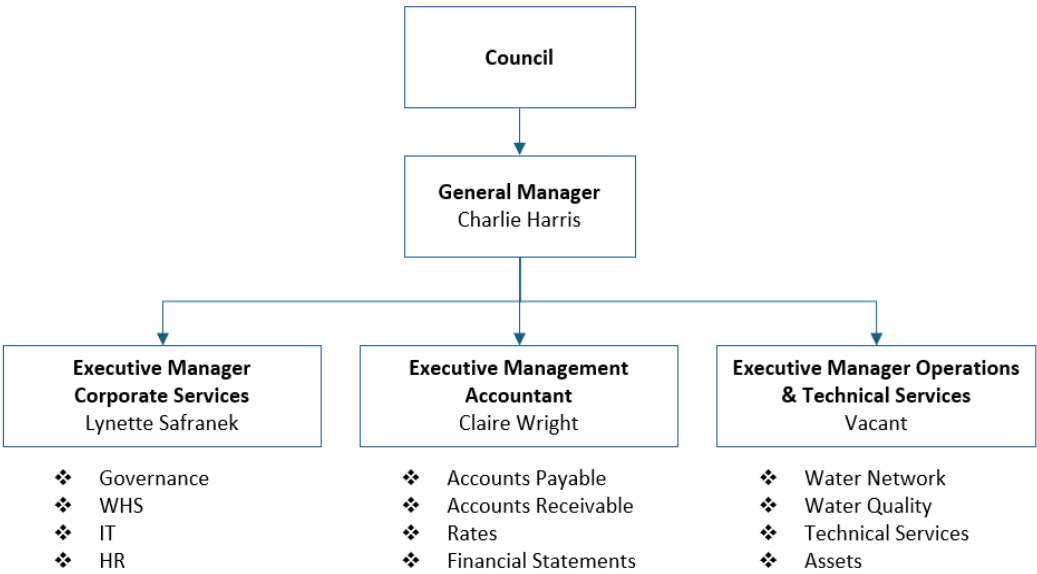 Council
General Manager
Charlie Harris
Executive Manager
Corporate Services
Lynette Safranek
Executive Management
Accountant
Claire Wright
Executive Manager Operations
& Technical Services
Vacant
❖ Governance
❖ WHS
❖ IT
❖ HR
❖ Accounts Payable
❖ Accounts Receivable
❖ Rates
❖ Financial Statements
❖ Water Network
❖ Water Quality
❖ Technical Services
❖ Assets